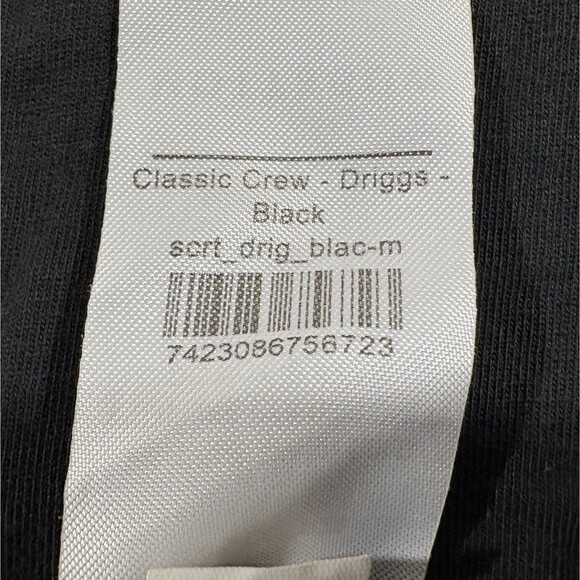 Classic Crew - Driggs -
Black
scrt_drig_blac-m
7423086756723